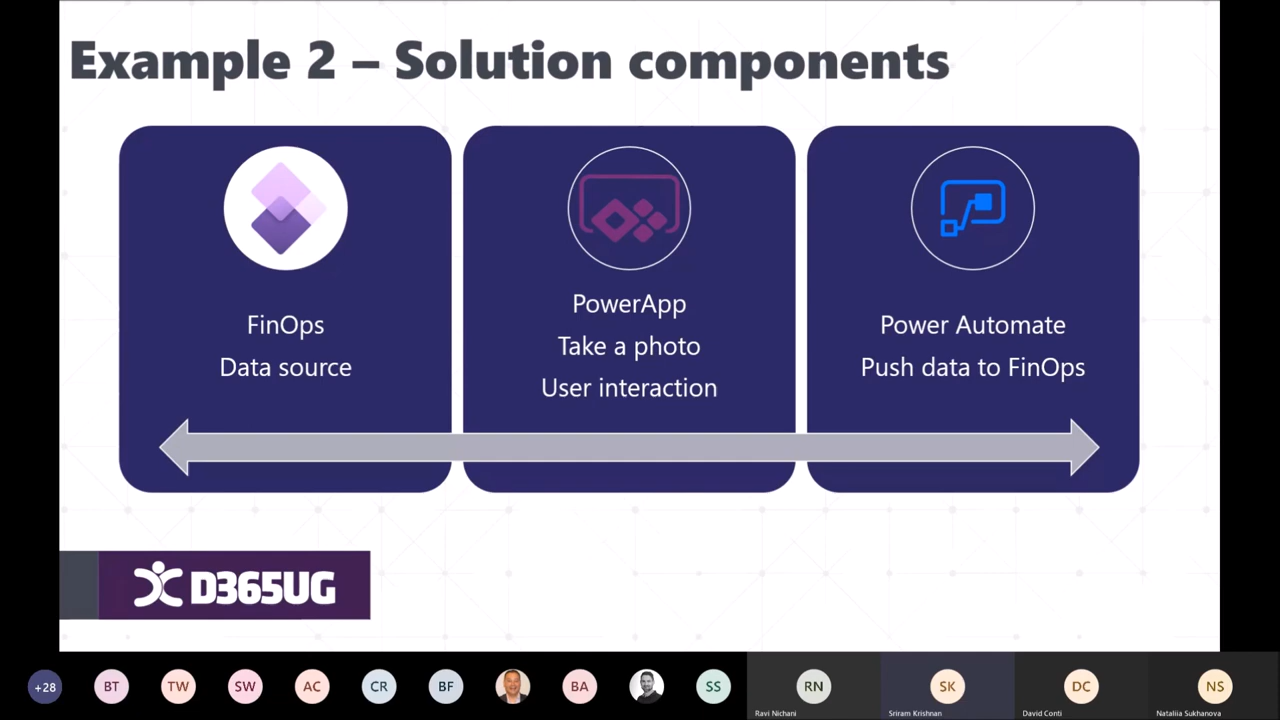 Example 2 – Solution components
FinOps
Data source
PowerApp
Take a photo
User interaction
Power Automate
Push data to FinOps
D365UG
+28
BT
TW
SW
AC
CR
BF
BA
SS
RN
SK
DC
NS
Ravi Nichani
Sriram Krishnan
David Conti
Nataliia Sukhanova